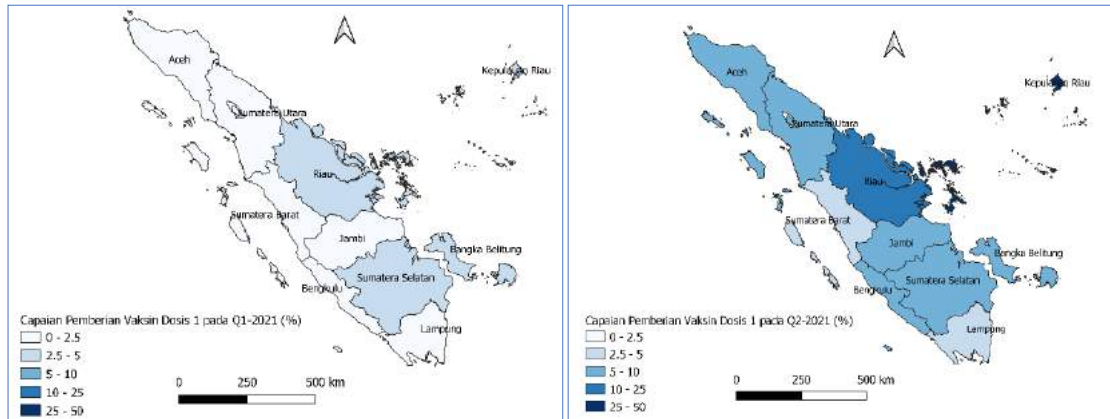 Aceh
Sumatera Utara
Kepulauan Riau
Riau
Sumatera Barat
Jambi
Bangka Belitung
Sumatera Selatan
Bengkulu
Lampung
Capaian Pemberian Vaksin Dosis 1 pada Q1-2021 (%)
0 - 2.5
2.5 - 5
5 - 10
10 - 25
25 - 50
0 250 500 km
Aceh
Sumatera Utara
Kepulauan Riau
Riau
Sumatera Barat
Jambi
Bangka Belitung
Sumatera Selatan
Bengkulu
Lampung
Capaian Pemberian Vaksin Dosis 1 pada Q2-2021 (%)
0 - 2.5
2.5 - 5
5 - 10
10 - 25
25 - 50
0 250 500 km